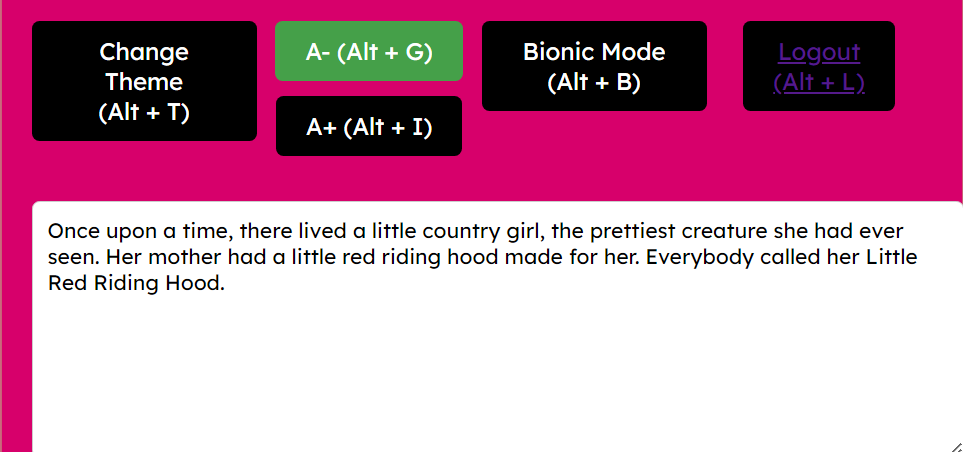 Change
Theme
(Alt + T)
A- (Alt + G)
A+ (Alt + I)
Bionic Mode
(Alt + B)
Logout
(Alt + L)
Once upon a time, there lived a little country girl, the prettiest creature she had ever
seen. Her mother had a little red riding hood made for her. Everybody called her Little
Red Riding Hood.